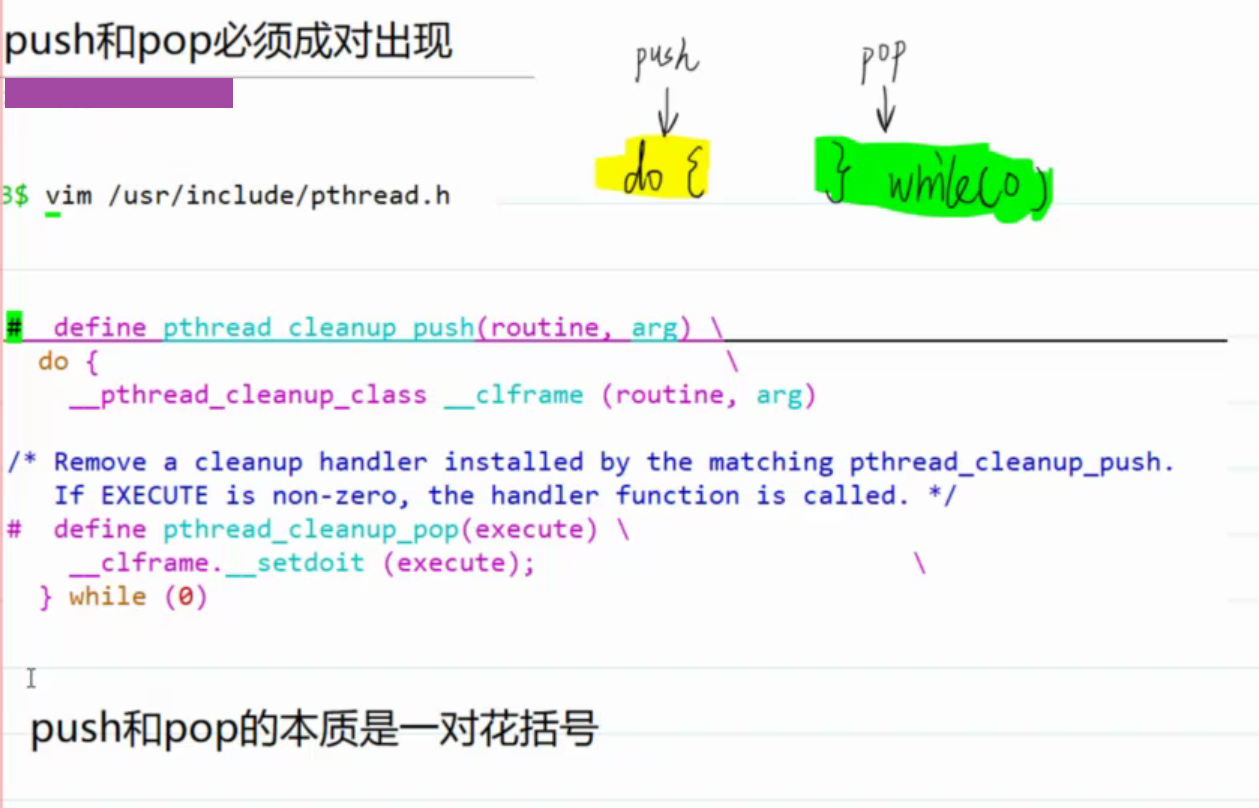 push和pop必须成对出现
push pop
do { } while(0)
3$ vim /usr/include/pthread.h
# define pthread_cleanup_push(routine, arg) \
do { \
__pthread_cleanup_class __clframe (routine, arg)
/* Remove a cleanup handler installed by the matching pthread_cleanup_push.
If EXECUTE is non-zero, the handler function is called. */
# define pthread_cleanup_pop(execute) \
__clframe.__setdoit (execute); \
} while (0)
push和pop的本质是一对花括号